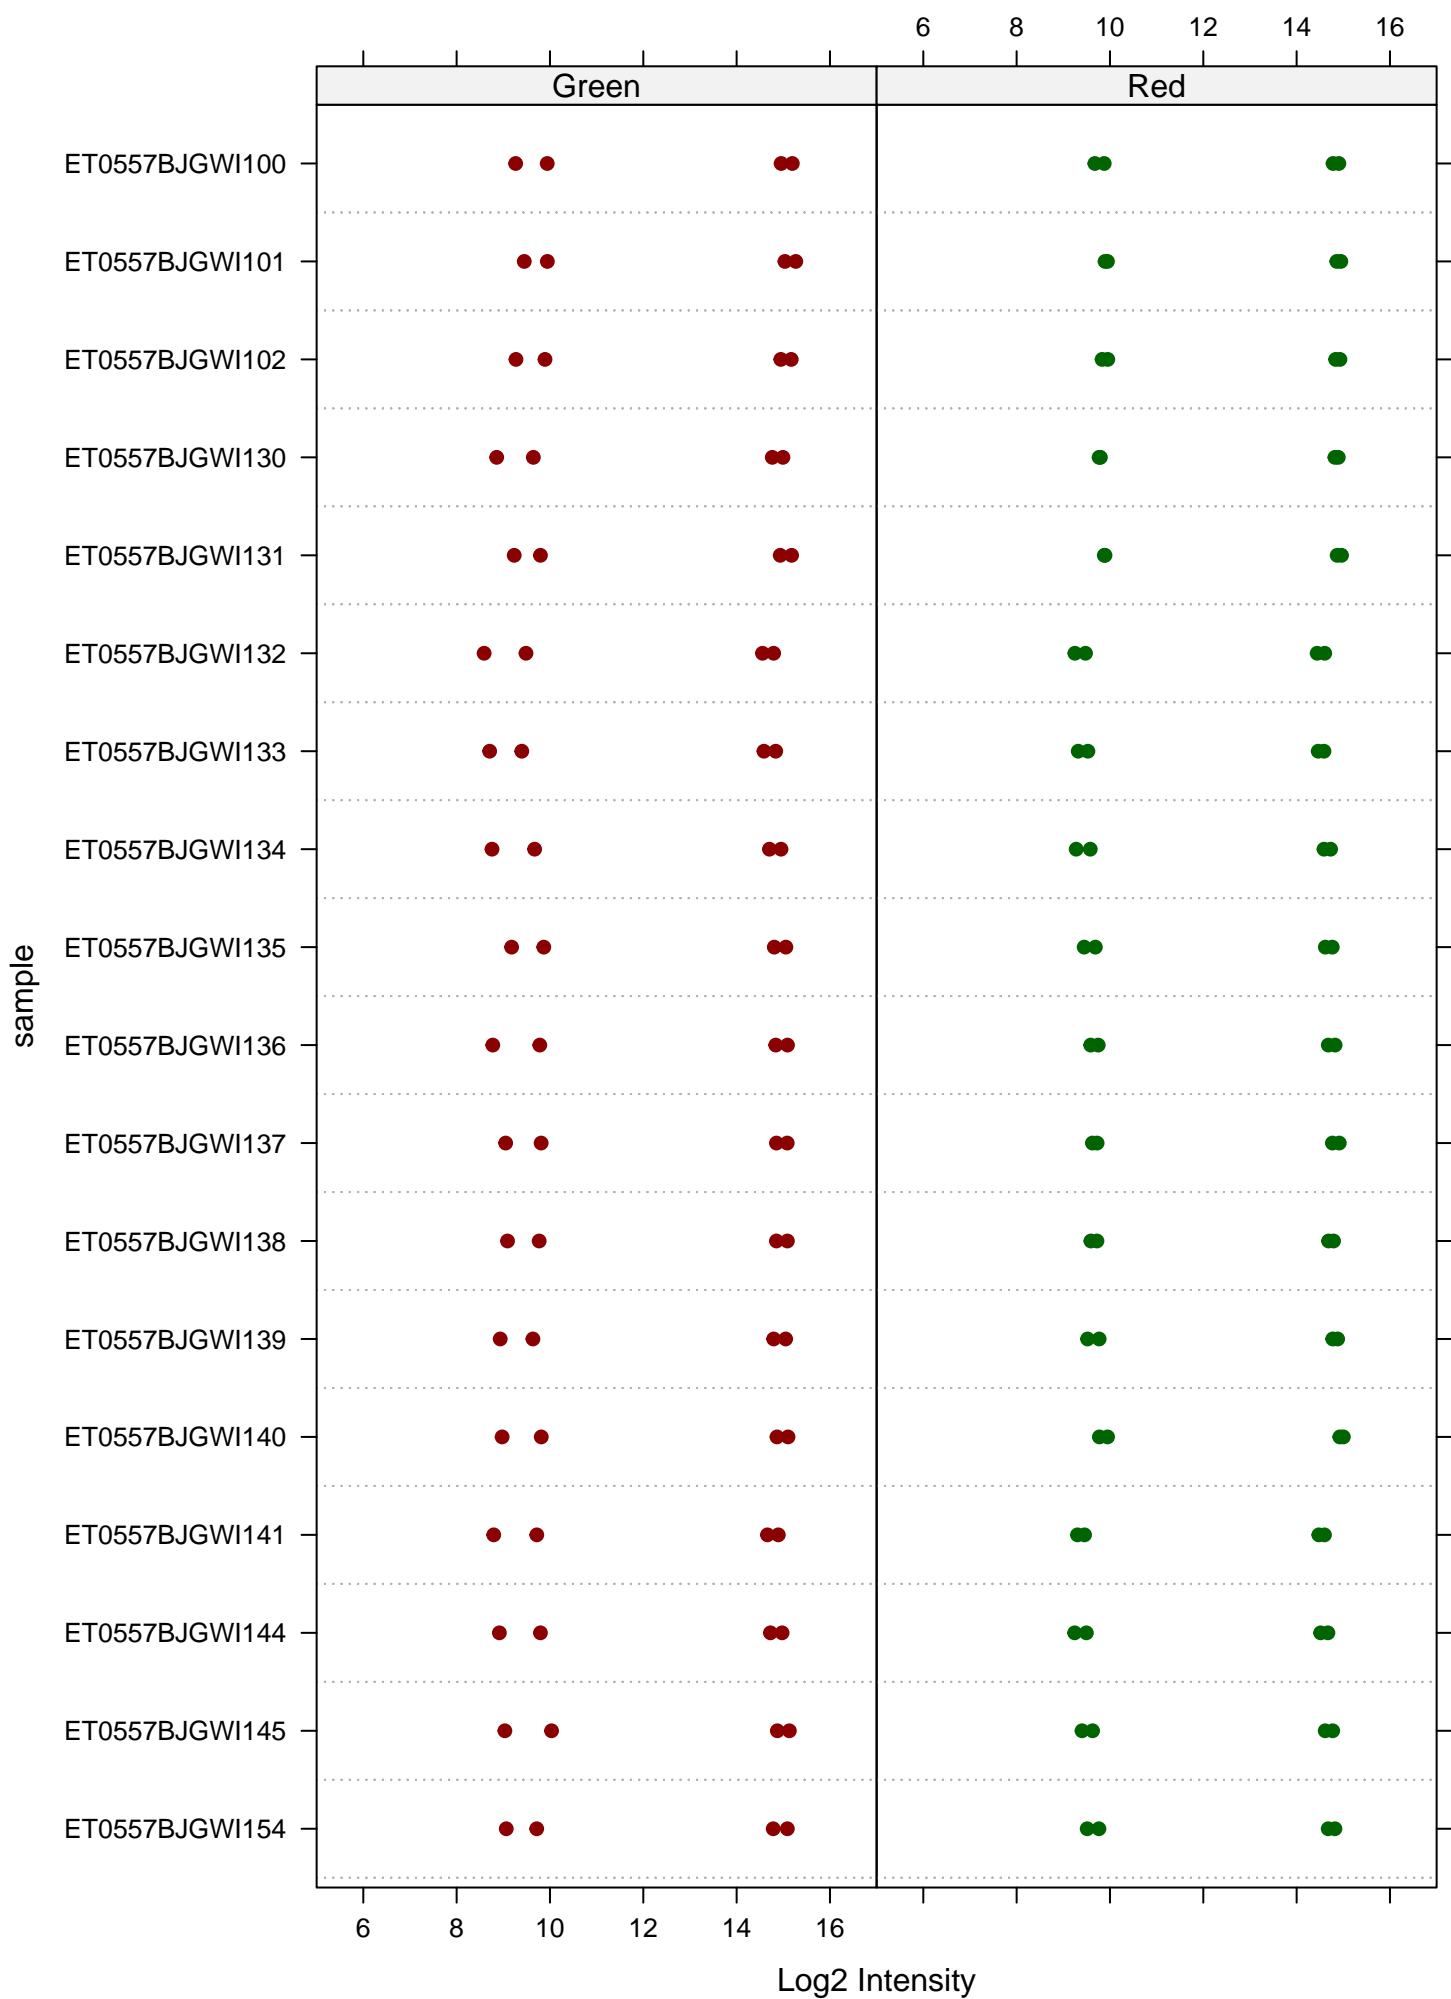 6 8 10 12 14 16
Green Red
ET0557BJGWI100
ET0557BJGWI101
ET0557BJGWI102
ET0557BJGWI130
ET0557BJGWI131
ET0557BJGWI132
ET0557BJGWI133
ET0557BJGWI134
ET0557BJGWI135
sample
ET0557BJGWI136
ET0557BJGWI137
ET0557BJGWI138
ET0557BJGWI139
ET0557BJGWI140
ET0557BJGWI141
ET0557BJGWI144
ET0557BJGWI145
ET0557BJGWI154
6 8 10 12 14 16
Log2 Intensity